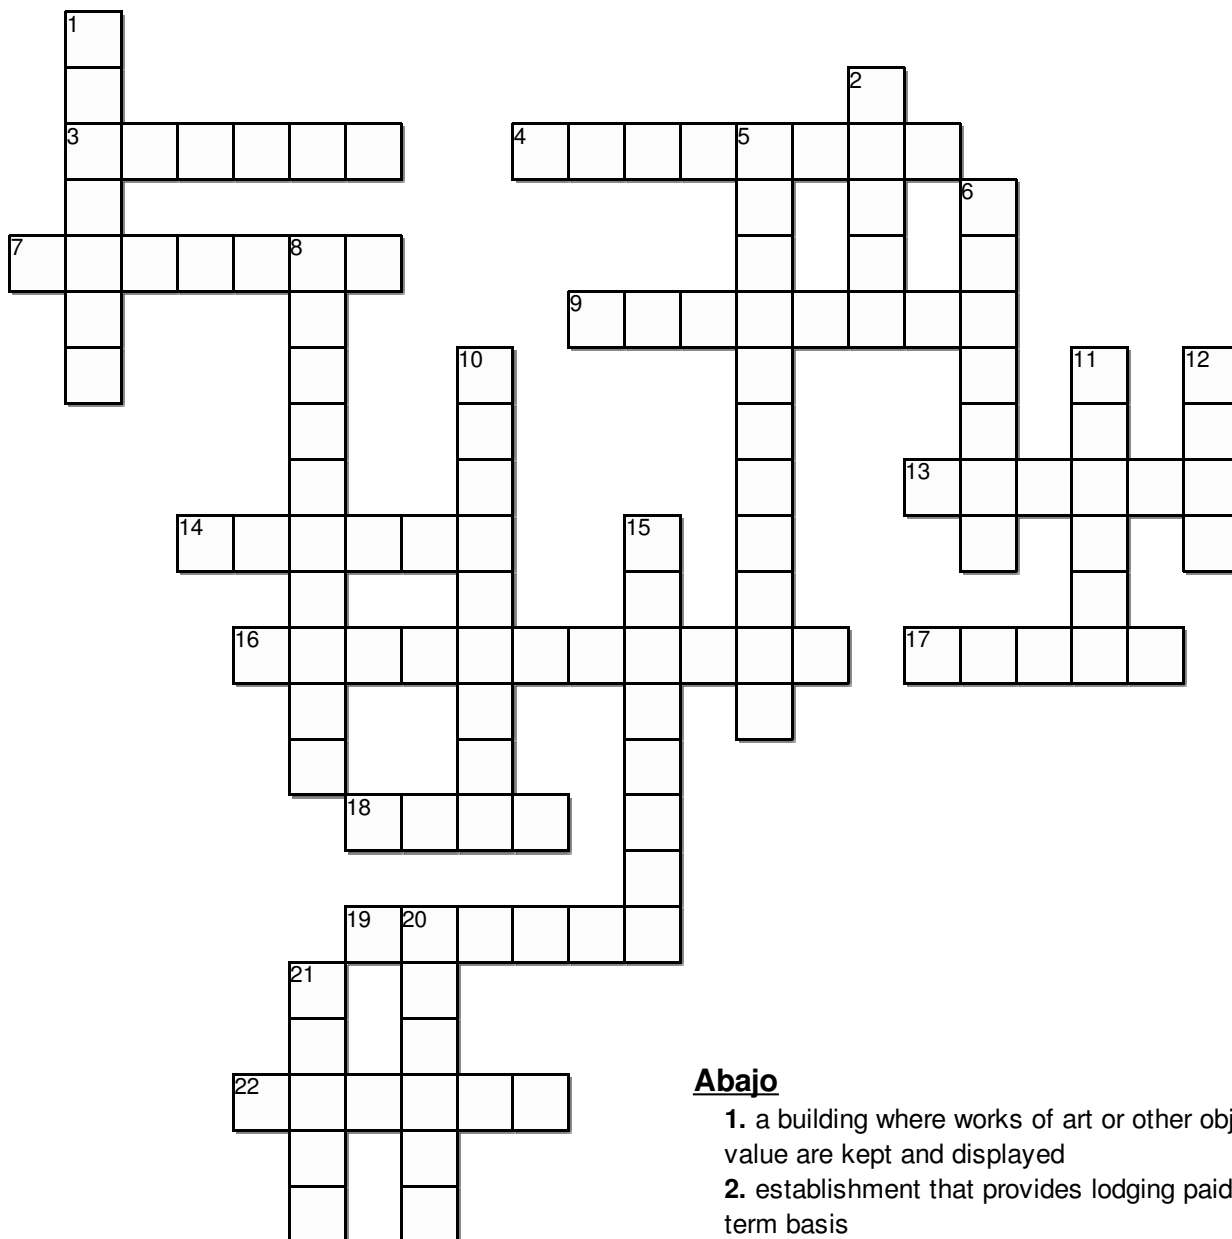 1
2
3 4 5
6
7 8
9
10 11 12
13
14 15
16 17
18
19 20
21
22
Abajo
1. a building where works of art or other obj
value are kept and displayed
2. establishment that provides lodging paid
term basis